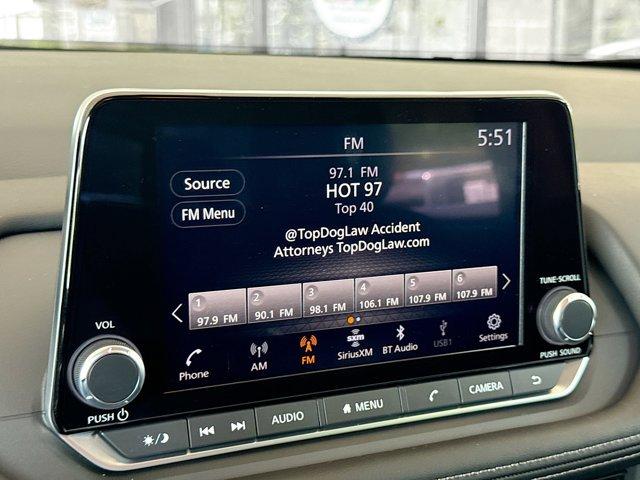 FM
5:51
Source
FM Menu
97.1 FM
HOT 97
Top 40
@TopDogLaw Accident
Attorneys TopDogLaw.com
1 2 3 4 5 6
97.9 FM 90.1 FM 98.1 FM 106.1 FM 107.9 FM 107.9 FM
Phone
AM
FM
sxm
SiriusXM
BT Audio
USB1
Settings
VOL
PUSH
TUNE·SCROLL
PUSH SOUND
AUDIO
MENU
CAMERA